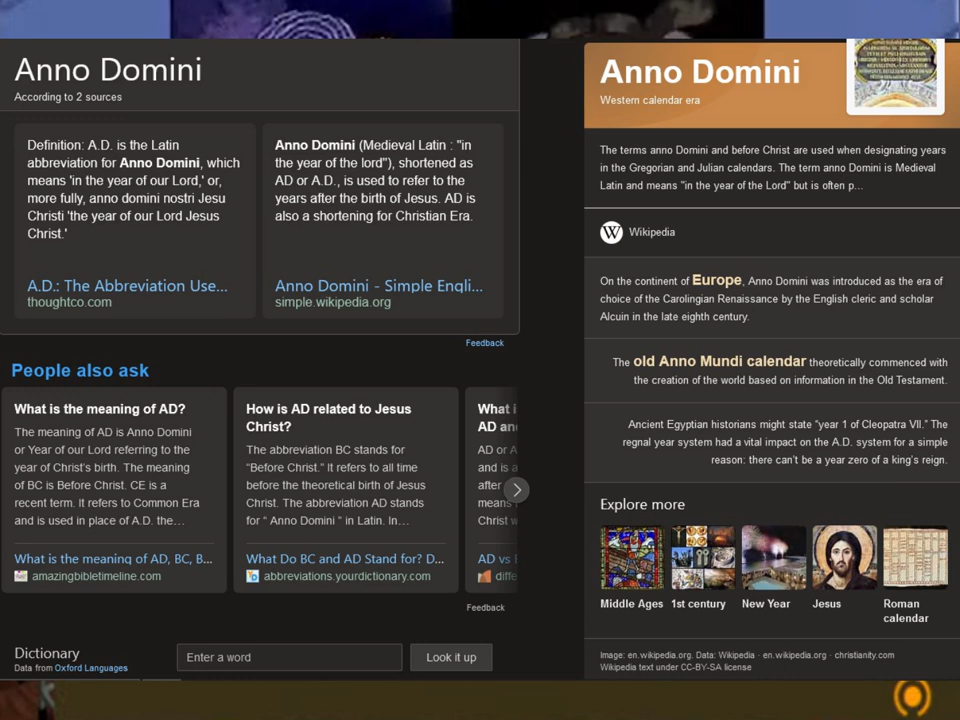 Anno Domini
According to 2 sources
Definition: A.D. is the Latin
abbreviation for Anno Domini, which
means 'in the year of our Lord,' or,
more fully, anno domini nostri Jesu
Christi 'the year of our Lord Jesus
Christ.'
A.D.: The Abbreviation Use...
thoughtco.com
Anno Domini (Medieval Latin : "in
the year of the lord"), shortened as
AD or A.D., is used to refer to the
years after the birth of Jesus. AD is
also a shortening for Christian Era.
Anno Domini - Simple Engli...
simple.wikipedia.org
Feedback
People also ask
What is the meaning of AD?
The meaning of AD is Anno Domini
or Year of our Lord referring to the
year of Christ's birth. The meaning
of BC is Before Christ. CE is a
recent term. It refers to Common Era
and is used in place of A.D. the...
What is the meaning of AD, BC, B...
amazingbibletimeline.com
How is AD related to Jesus
Christ?
The abbreviation BC stands for
"Before Christ." It refers to all time
before the theoretical birth of Jesus
Christ. The abbreviation AD stands
for " Anno Domini " in Latin. In...
What Do BC and AD Stand for? D...
abbreviations.yourdictionary.com
What i
AD an
AD or A
and is a
after
means
Christ w
AD vs
diffe
Feedback
Dictionary
Data from Oxford Languages
Enter a word
Look it up
Anno Domini
Western calendar era
The terms anno Domini and before Christ are used when designating years
in the Gregorian and Julian calendars. The term anno Domini is Medieval
Latin and means "in the year of the Lord" but is often p...
Wikipedia
On the continent of Europe, Anno Domini was introduced as the era of
choice of the Carolingian Renaissance by the English cleric and scholar
Alcuin in the late eighth century.
The old Anno Mundi calendar theoretically commenced with
the creation of the world based on information in the Old Testament.
Ancient Egyptian historians might state "year 1 of Cleopatra VII." The
regnal year system had a vital impact on the A.D. system for a simple
reason: there can't be a year zero of a king's reign.
Explore more
Middle Ages
1st century
New Year
Jesus
Roman
calendar
Image: en.wikipedia.org. Data: Wikipedia · en.wikipedia.org · christianity.com
Wikipedia text under CC-BY-SA license